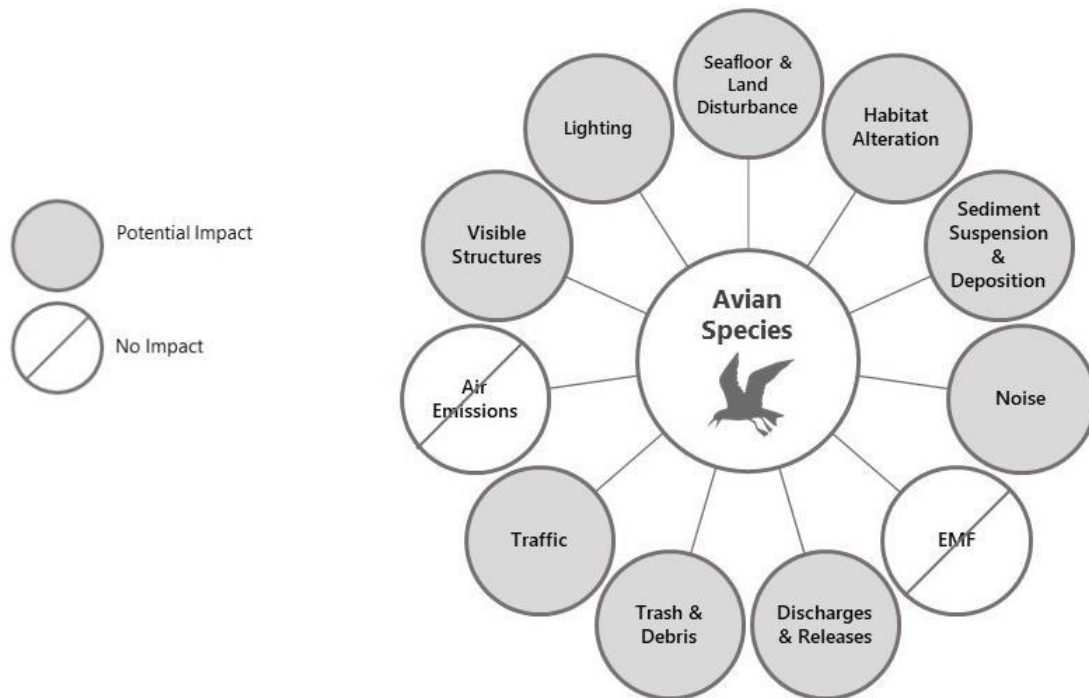 Potential Impact
No Impact
Avian
Species
Seafloor &
Land
Disturbance
Habitat
Alteration
Sediment
Suspension
&
Deposition
Noise
EMF
Discharges
& Releases
Trash &
Debris
Traffic
Air
Emissions
Visible
Structures
Lighting